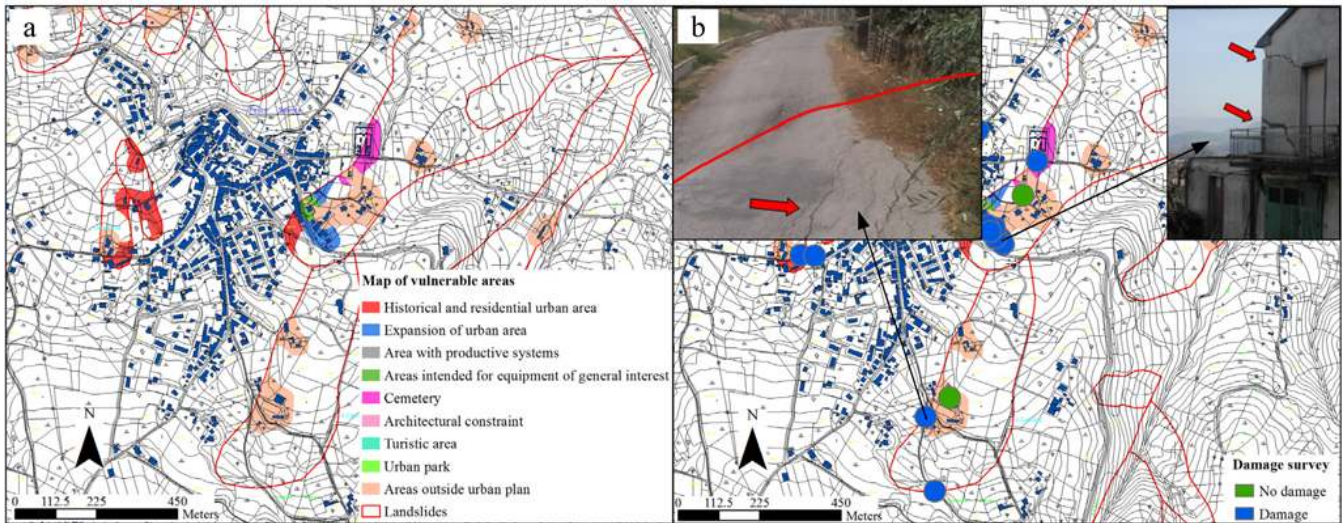 a
Map of vulnerable areas
Historical and residential urban area
Expansion of urban area
Area with productive systems
Areas intended for equipment of general interest
Cemetery
Architectural constraint
Turistic area
Urban park
Areas outside urban plan
Landslides
N
0 112.5 225 450
Meters
b
N
Damage survey
No damage
Damage
0 112.5 225 450
Meters